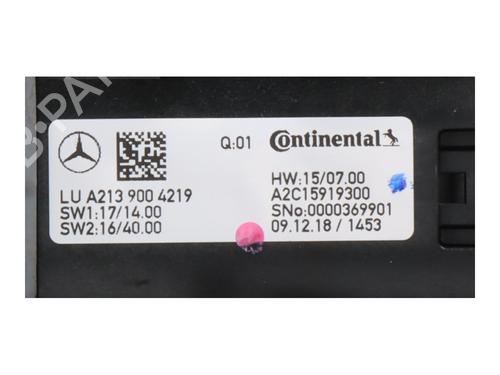 Q:01 Continental
LU A213 900 4219
SW1:17/14.00
SW2:16/40.00
HW:15/07.00
A2C15919300
SNo:0000369901
09.12.18 / 1453
B-PARTS